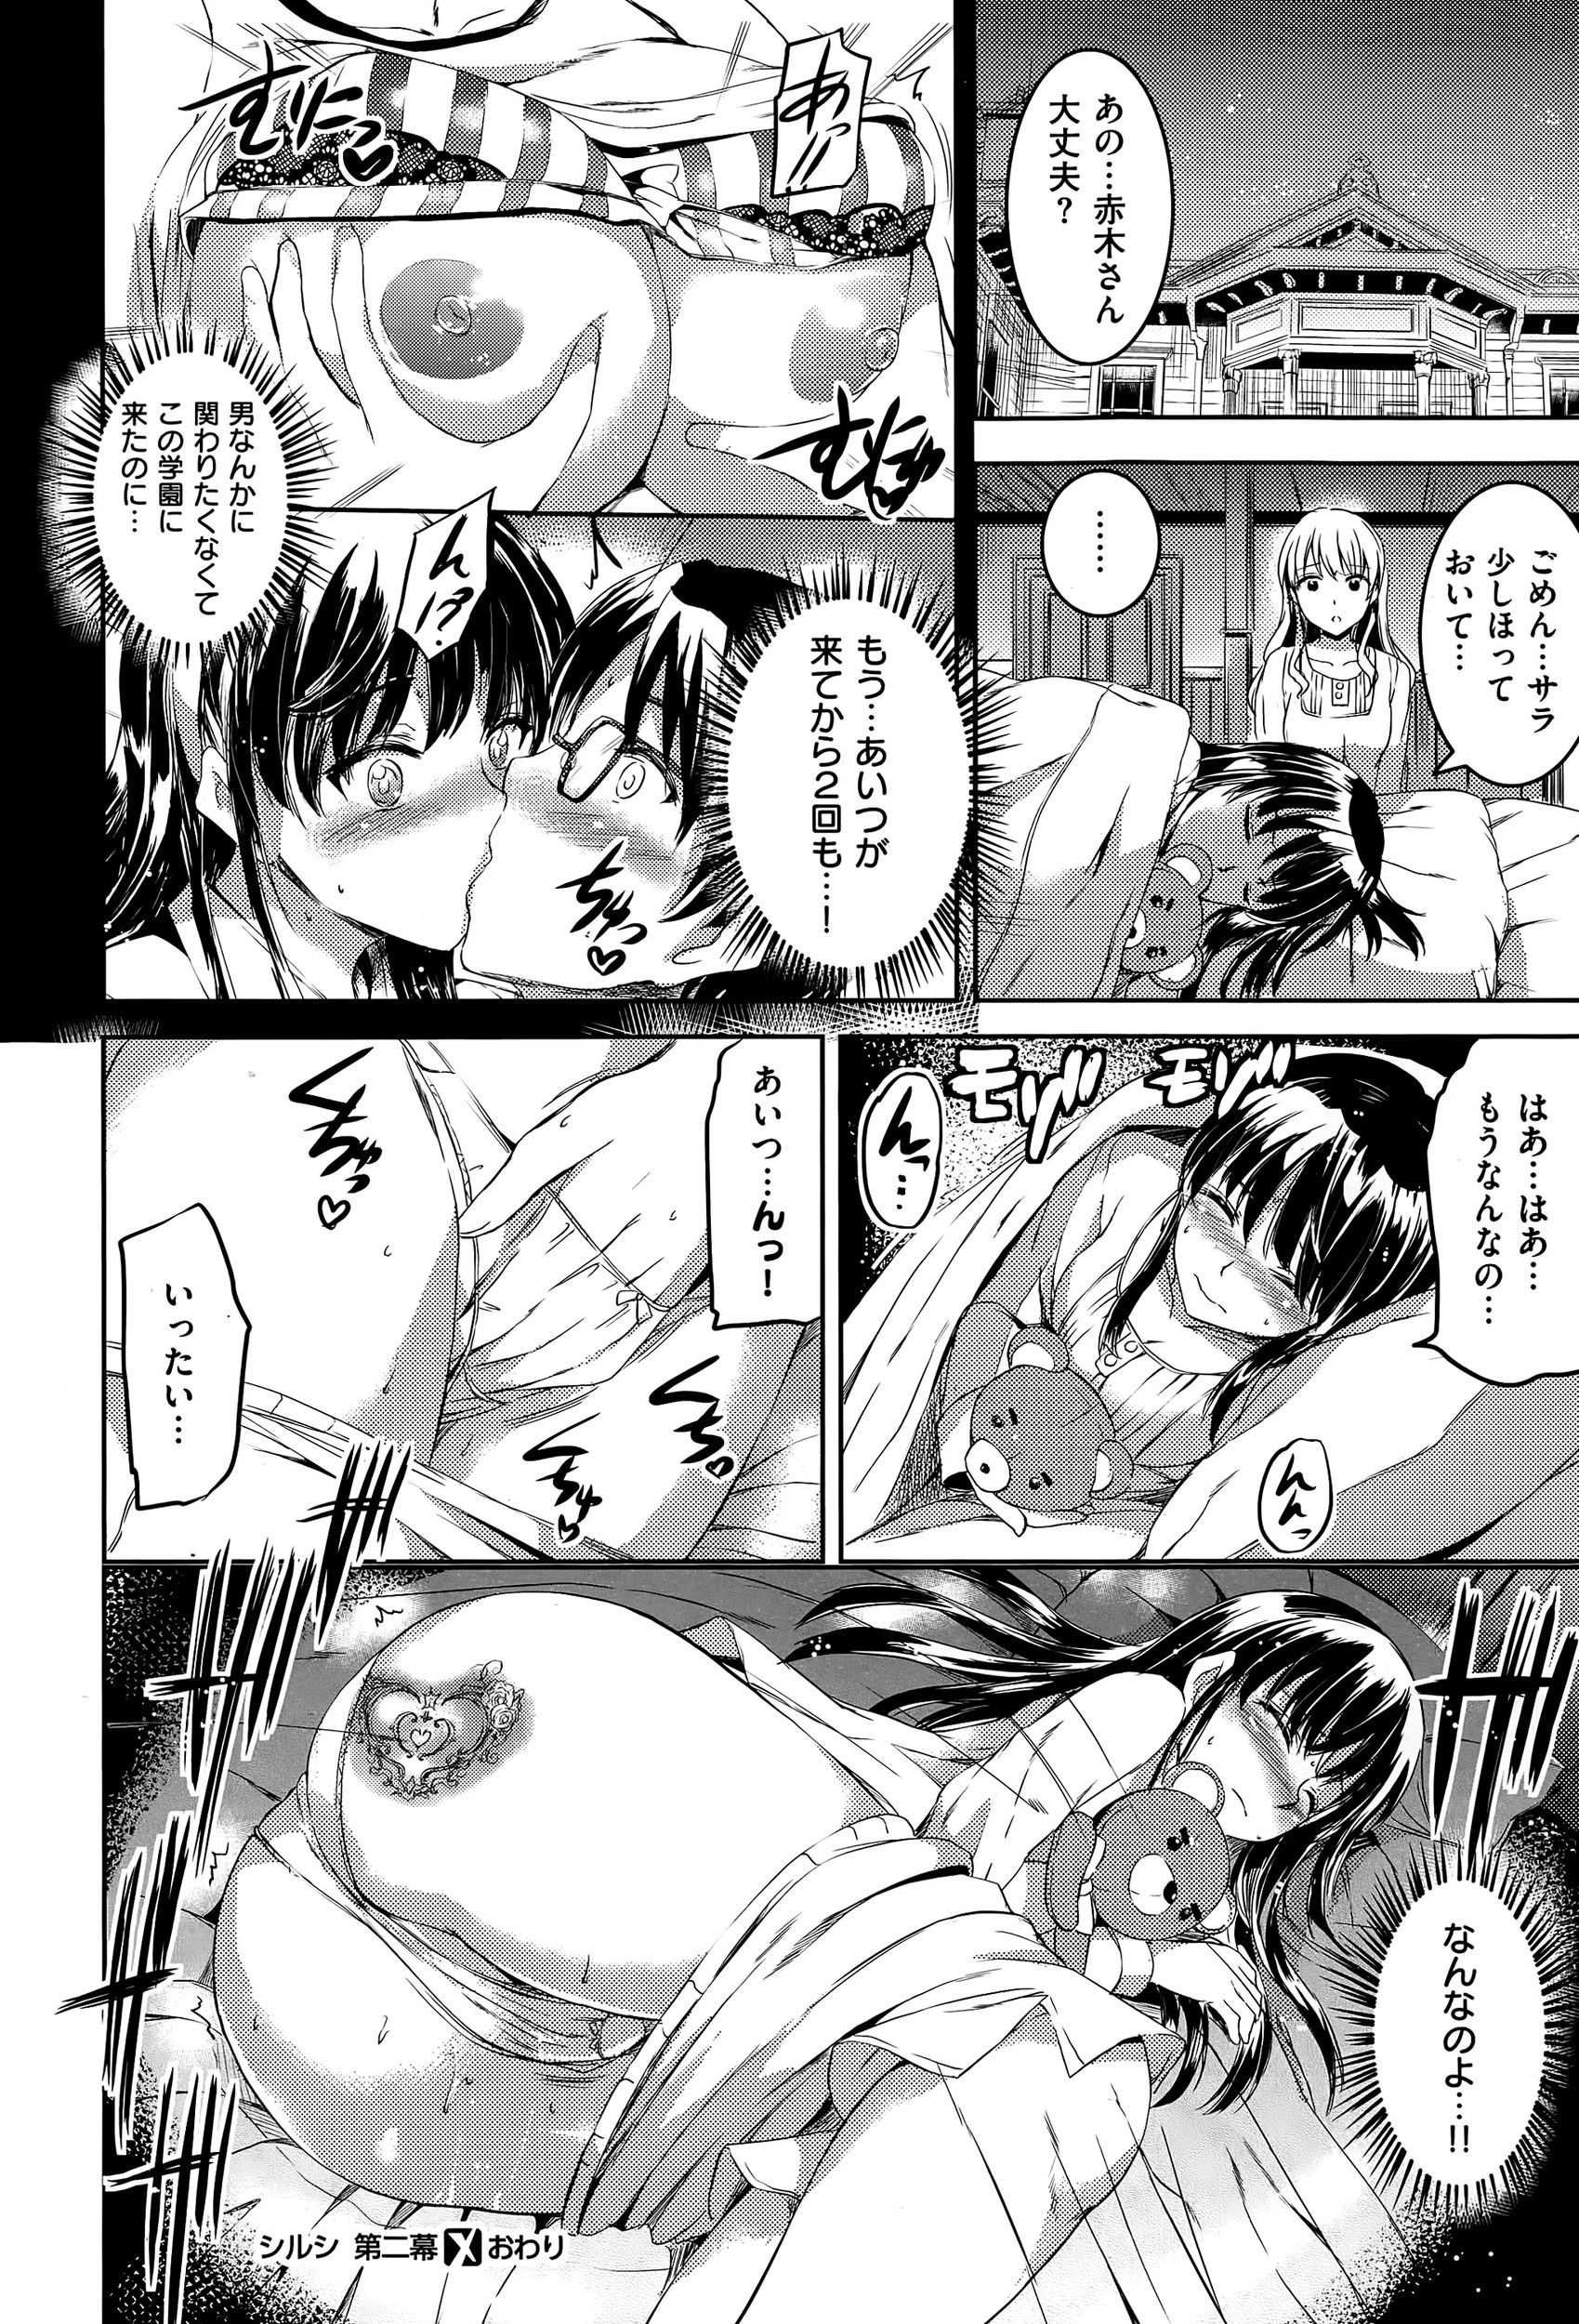 あの…赤木さん
大丈夫？
ごめん…サラ
少しほって
おいて…
……
あっ!!
むにっ♡
むにゅ♡
男なんかに
関わりたくなくて
この学園に
来たのに…
もう…あいつが
来てから２回も…！
ん!?
ちゅっ♡
はあ…はあ…
もうなんなの…
モゾ
モゾ
んっ…
んんっ
あいつ…んっ！
くちゅっ♡
くちゅ♡
くちゅ♡
いったい…
なんなのよ…!!
シルシ 第二幕 おわり